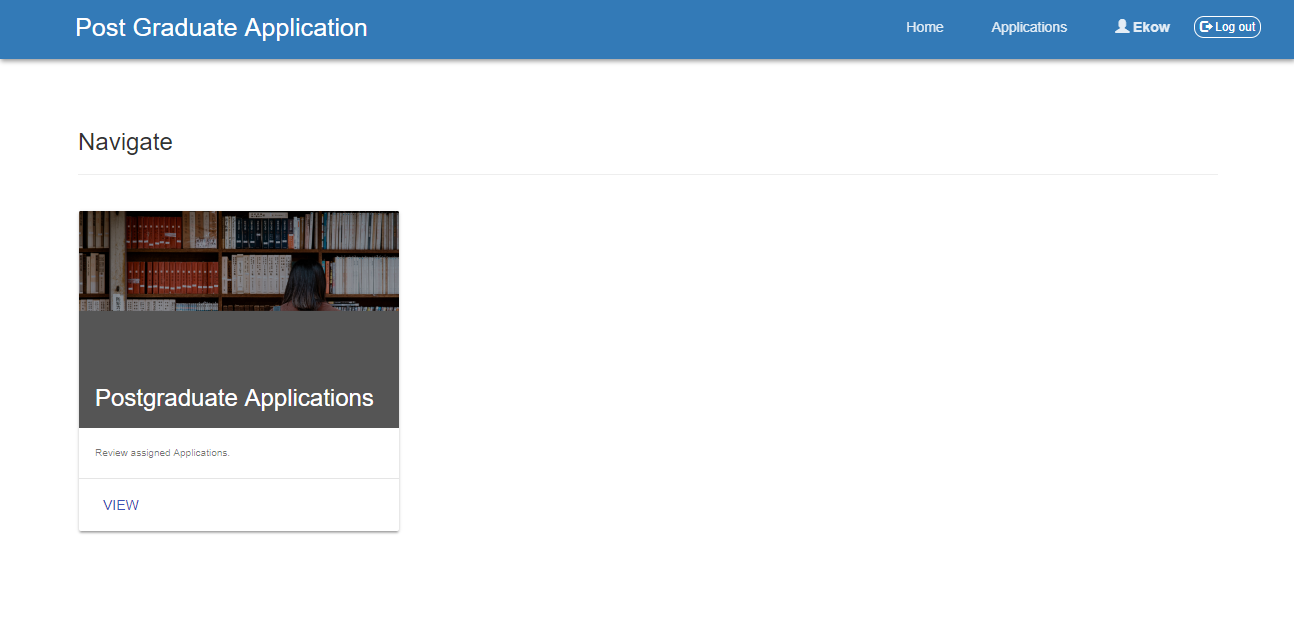 Post Graduate Application
Home
Applications
Ekow
Log out
Navigate
Postgraduate Applications
Review assigned Applications.
VIEW